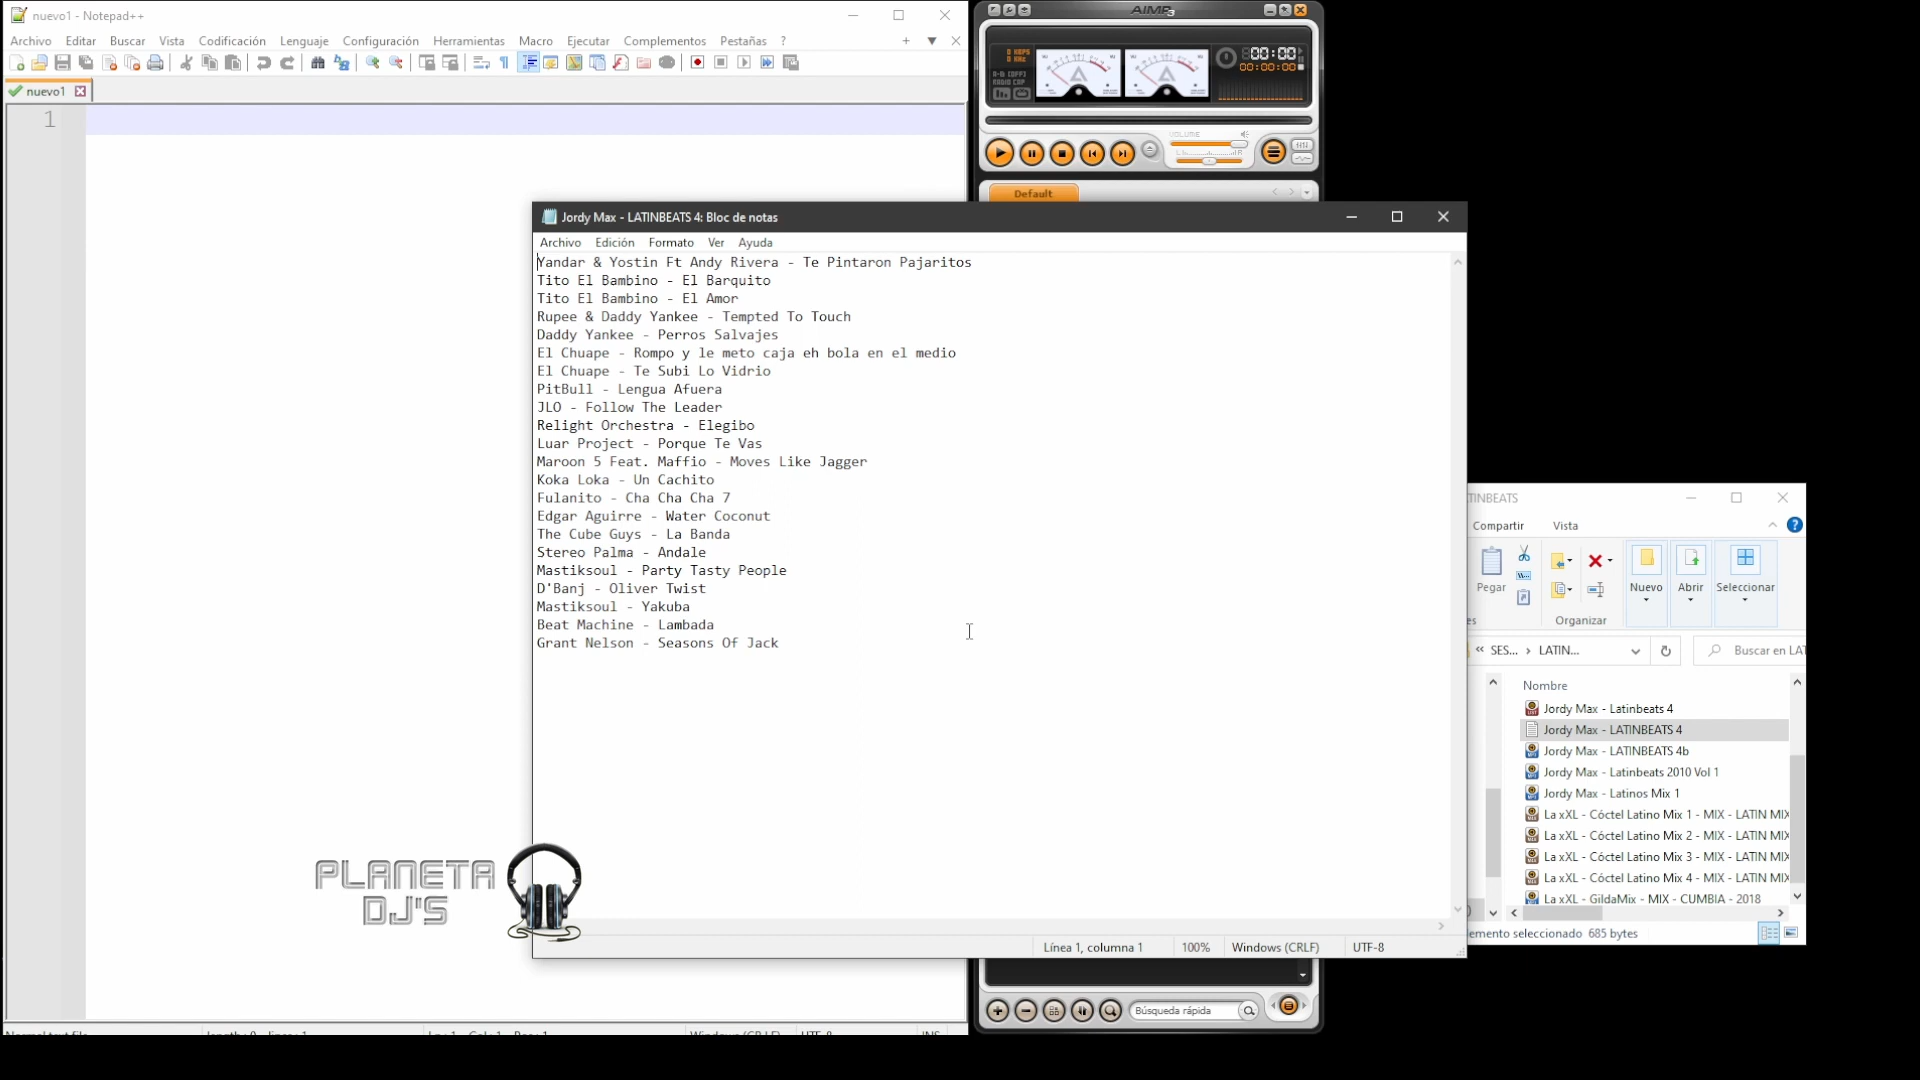 nuevo1 - Notepad++
Archivo Editar Buscar Vista Codificación Lenguaje Configuración Herramientas Macro Ejecutar Complementos Pestañas ?
nuevo1
1
AIMP3
00:00
00:00:00
VOLUME
Default
Jordy Max - LATINBEATS 4: Bloc de notas
Archivo Edición Formato Ver Ayuda
Yandar & Yostin Ft Andy Rivera - Te Pintaron Pajaritos
Tito El Bambino - El Barquito
Tito El Bambino - El Amor
Rupee & Daddy Yankee - Tempted To Touch
Daddy Yankee - Perros Salvajes
El Chuape - Rompo y le meto caja eh bola en el medio
El Chuape - Te Subi Lo Vidrio
PitBull - Lengua Afuera
JLO - Follow The Leader
Relight Orchestra - Elegibo
Luar Project - Porque Te Vas
Maroon 5 Feat. Maffio - Moves Like Jagger
Koka Loka - Un Cachito
Fulanito - Cha Cha Cha 7
Edgar Aguirre - Water Coconut
The Cube Guys - La Banda
Stereo Palma - Andale
Mastiksoul - Party Tasty People
D'Banj - Oliver Twist
Mastiksoul - Yakuba
Beat Machine - Lambada
Grant Nelson - Seasons Of Jack
Línea 1, columna 1 100% Windows (CRLF) UTF-8
TINBEATS
Compartir Vista
Pegar Nuevo Abrir Seleccionar
Organizar
« SES... › LATIN... Buscar en LAT
Nombre
Jordy Max - Latinbeats 4
Jordy Max - LATINBEATS 4
Jordy Max - LATINBEATS 4b
Jordy Max - Latinbeats 2010 Vol 1
Jordy Max - Latinos Mix 1
La xXL - Cóctel Latino Mix 1 - MIX - LATIN MIX
La xXL - Cóctel Latino Mix 2 - MIX - LATIN MIX
La xXL - Cóctel Latino Mix 3 - MIX - LATIN MIX
La xXL - Cóctel Latino Mix 4 - MIX - LATIN MIX
La xXL - GildaMix - MIX - CUMBIA - 2018
emento seleccionado 685 bytes
PLANETA
DJ'S
Búsqueda rápida